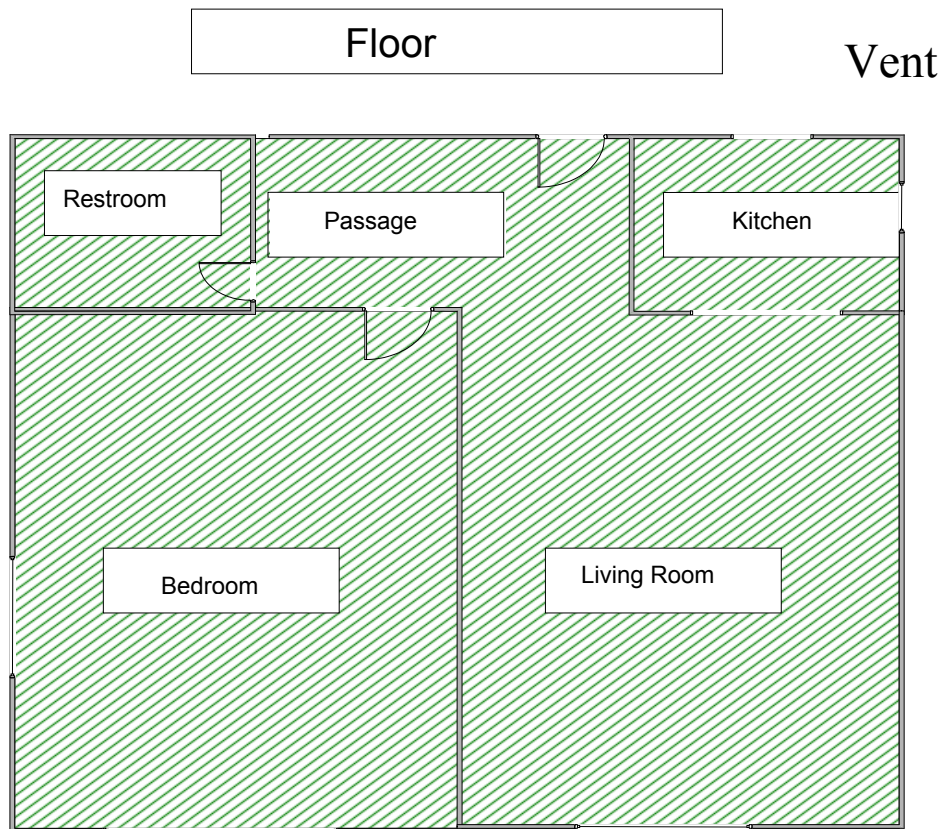 Floor
Vent
Restroom
Passage
Kitchen
Bedroom
Living Room